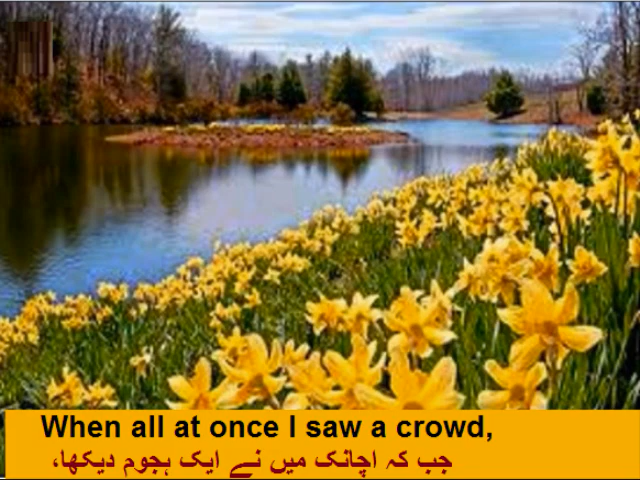 When all at once I saw a crowd,
جب کہ اچانک میں نے ایک ہجوم دیکھا،